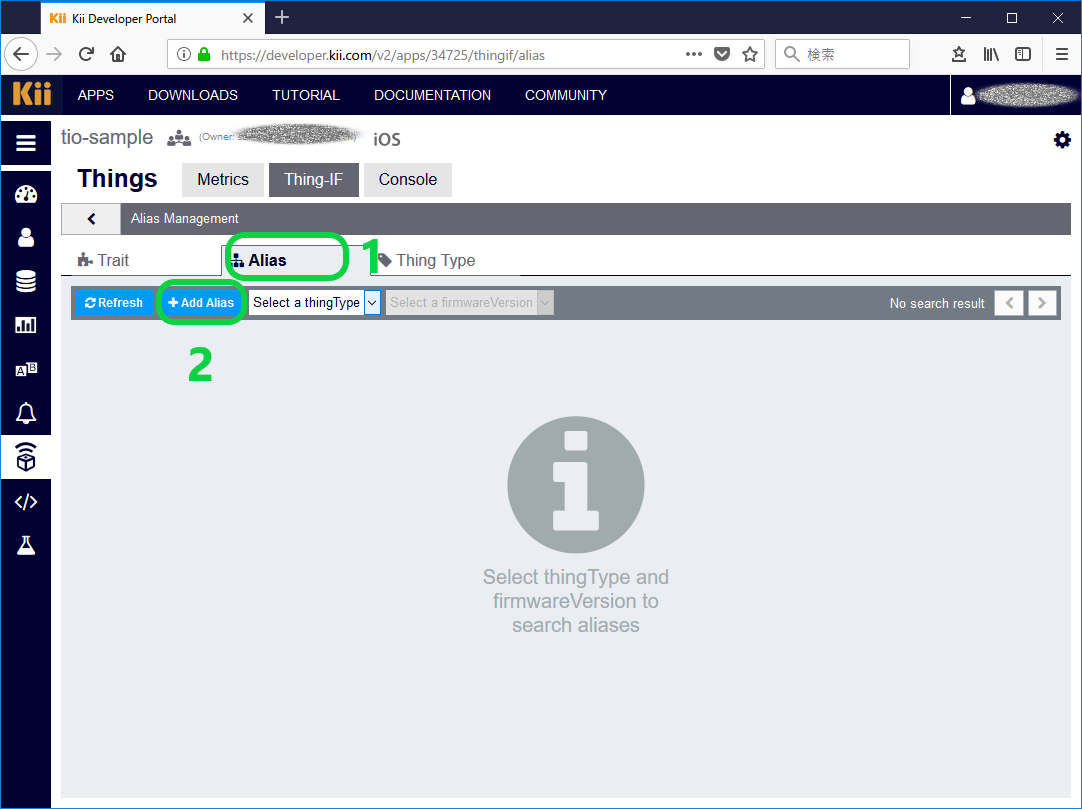 Kii Kii Developer Portal
https://developer.kii.com/v2/apps/34725/thingif/alias
検索
Kii APPS DOWNLOADS TUTORIAL DOCUMENTATION COMMUNITY
tio-sample (Owner: ) iOS
Things Metrics Thing-IF Console
Alias Management
Trait Alias 1 Thing Type
Refresh + Add Alias Select a thingType Select a firmwareVersion No search result
2
A B
Select thingType and
firmwareVersion to
search aliases